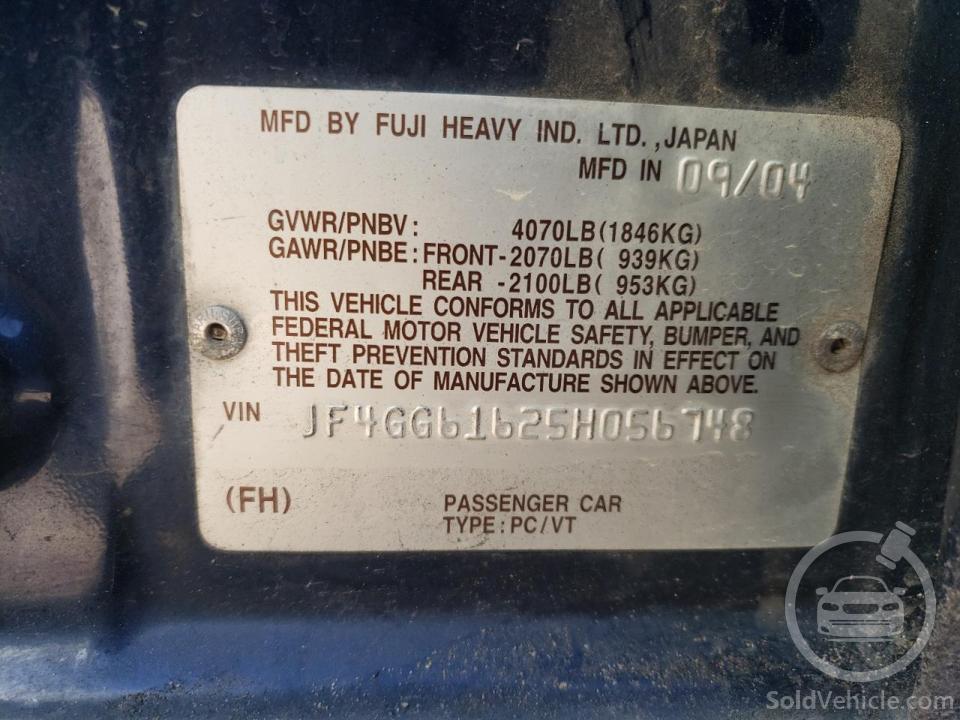 MFD BY FUJI HEAVY IND. LTD.,JAPAN
MFD IN 09/04
GVWR/PNBV: 4070LB(1846KG)
GAWR/PNBE:FRONT-2070LB( 939KG)
REAR -2100LB( 953KG)
THIS VEHICLE CONFORMS TO ALL APPLICABLE
FEDERAL MOTOR VEHICLE SAFETY, BUMPER, AND
THEFT PREVENTION STANDARDS IN EFFECT ON
THE DATE OF MANUFACTURE SHOWN ABOVE.
VIN JF4GG61625H056748
(FH) PASSENGER CAR
TYPE:PC/VT
SoldVehicle.com